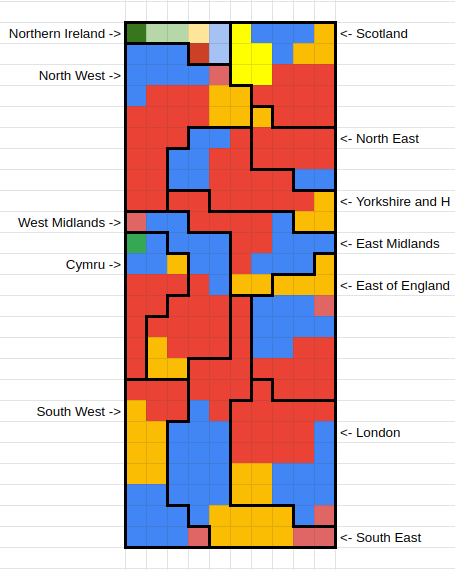 Northern Ireland ->
<- Scotland
North West ->
<- North East
<- Yorkshire and H
West Midlands ->
<- East Midlands
Cymru ->
<- East of England
South West ->
<- London
<- South East